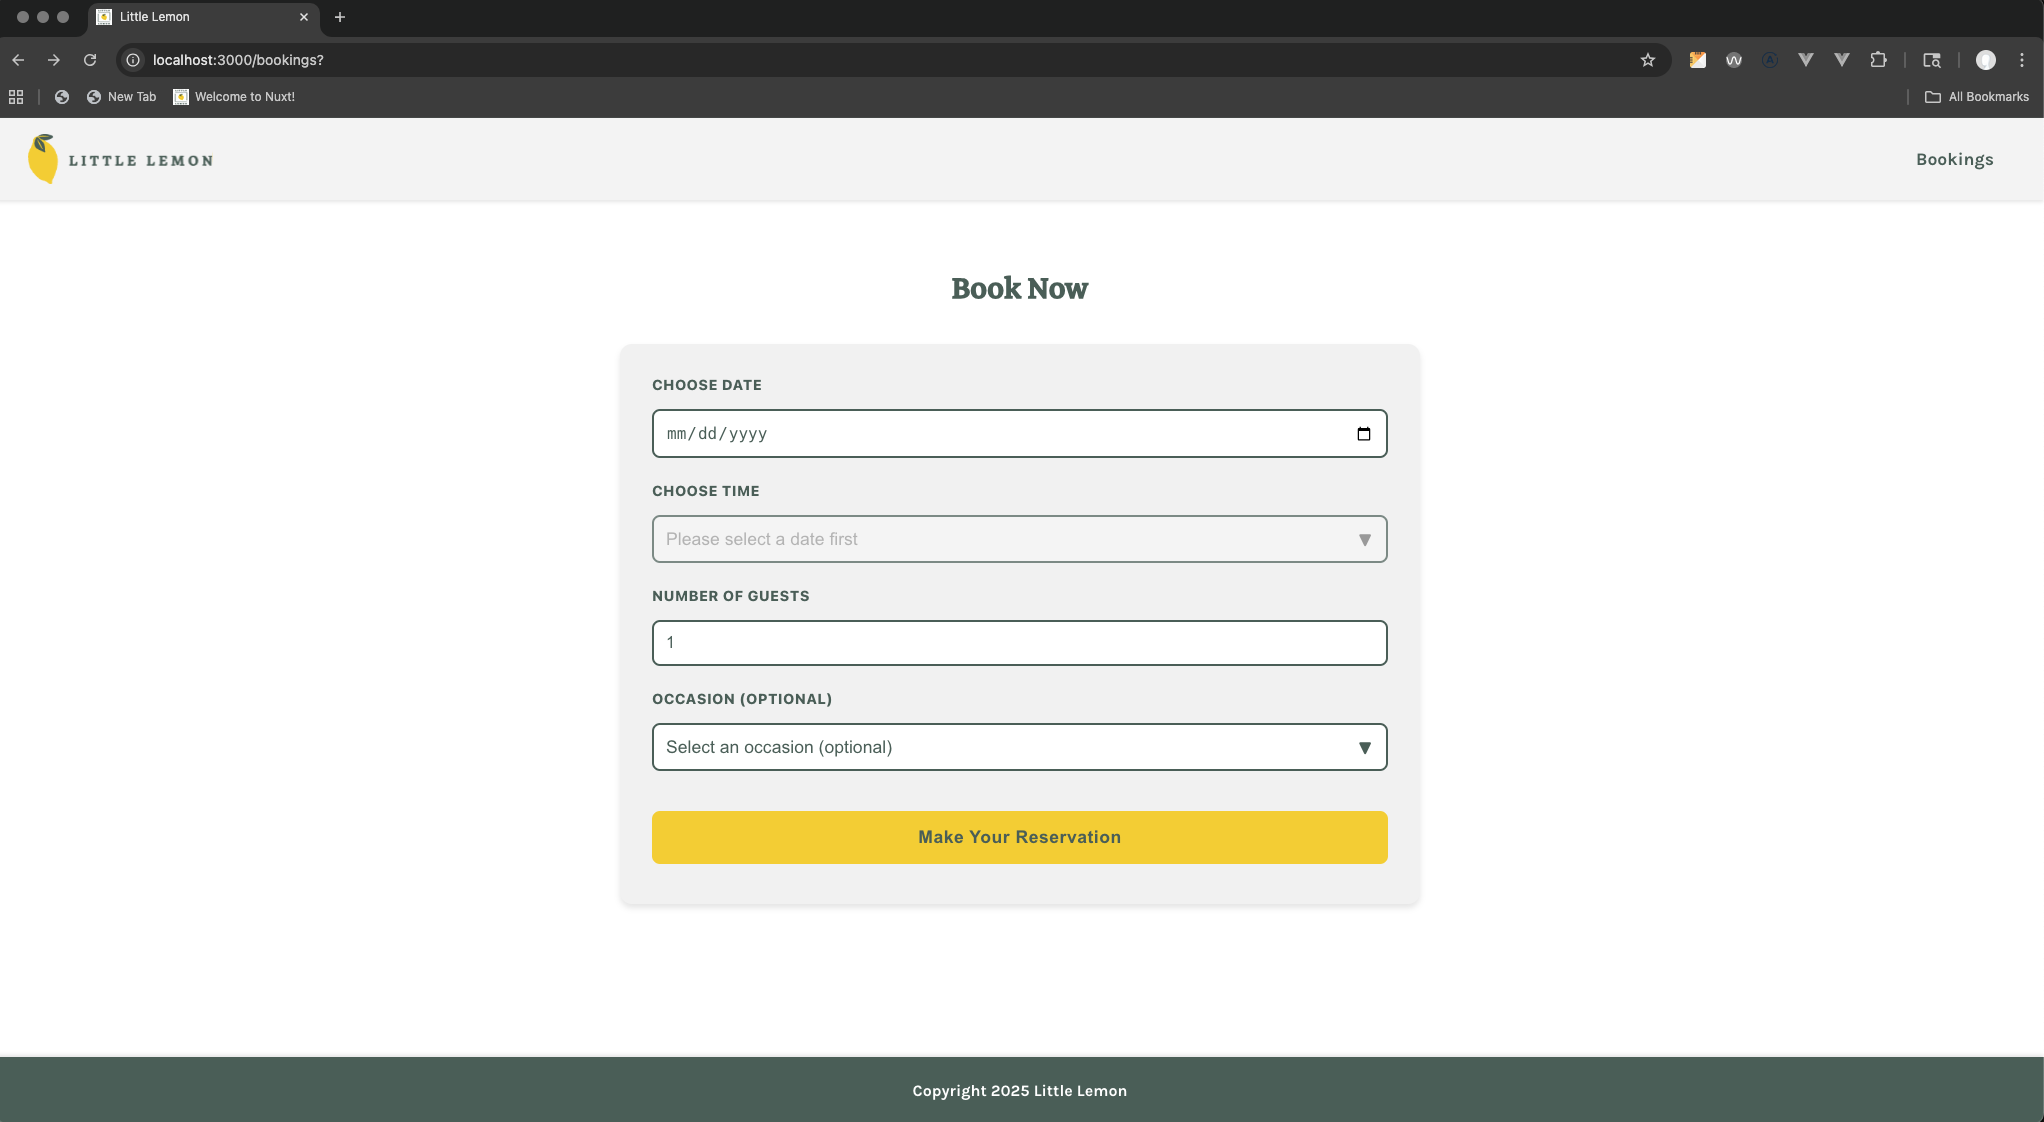 Little Lemon
localhost:3000/bookings?
New Tab
Welcome to Nuxt!
All Bookmarks
LITTLE LEMON
Bookings
Book Now
CHOOSE DATE
mm/dd/yyyy
CHOOSE TIME
Please select a date first
NUMBER OF GUESTS
1
OCCASION (OPTIONAL)
Select an occasion (optional)
Make Your Reservation
Copyright 2025 Little Lemon